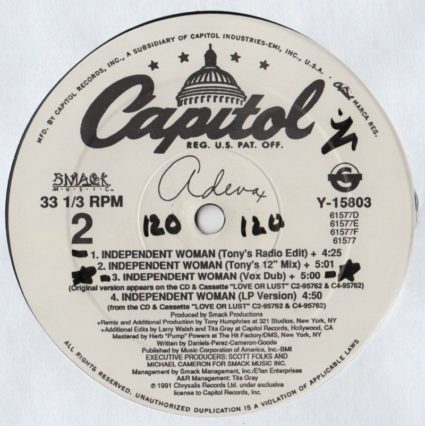 MFD. BY CAPITOL RECORDS, INC., A SUBSIDIARY OF CAPITOL INDUSTRIES-EMI, INC., U.S.A.
Capitol MARCA REG.
Capitol
REG. U.S. PAT. OFF.
SMACK
MUSIC
33 1/3 RPM
2
Adeva
120 120
Y-15803
61577D
61577E
61577F
61577
1. INDEPENDENT WOMAN (Tony's Radio Edit) + 4:25
2. INDEPENDENT WOMAN (Tony's 12" Mix) + 5:01
3. INDEPENDENT WOMAN (Vox Dub) + 5:00
(Original version appears on the CD & Cassette "LOVE OR LUST" C2-95762 & C4-95762)
4. INDEPENDENT WOMAN (LP Version) 4:50
(from the CD & Cassette "LOVE OR LUST" C2-95762 & C4-95762)
Produced by Smack Productions
+Remix and Additional Production by Tony Humphries at 321 Studios, New York, NY
+Additional Edits by Larry Walsh and Tita Gray at Capitol Records, Hollywood, CA
Mastered by Herb "Pump" Powers at The Hit Factory/DMS, New York, NY
Written by Daniels-Perez-Cameron-Goode
Published by Music Corporation of America, Inc.-BMI
EXECUTIVE PRODUCERS: SCOTT FOLKS and
MICHAEL CAMERON FOR SMACK MUSIC INC.
Management by Smack Management, Inc./E'lan Enterprises
A&R Management: Tita Gray
℗ 1991 Chrysalis Records Ltd. under exclusive
license to Capitol Records, Inc.
ALL RIGHTS RESERVED. UNAUTHORIZED DUPLICATION IS A VIOLATION OF APPLICABLE LAWS